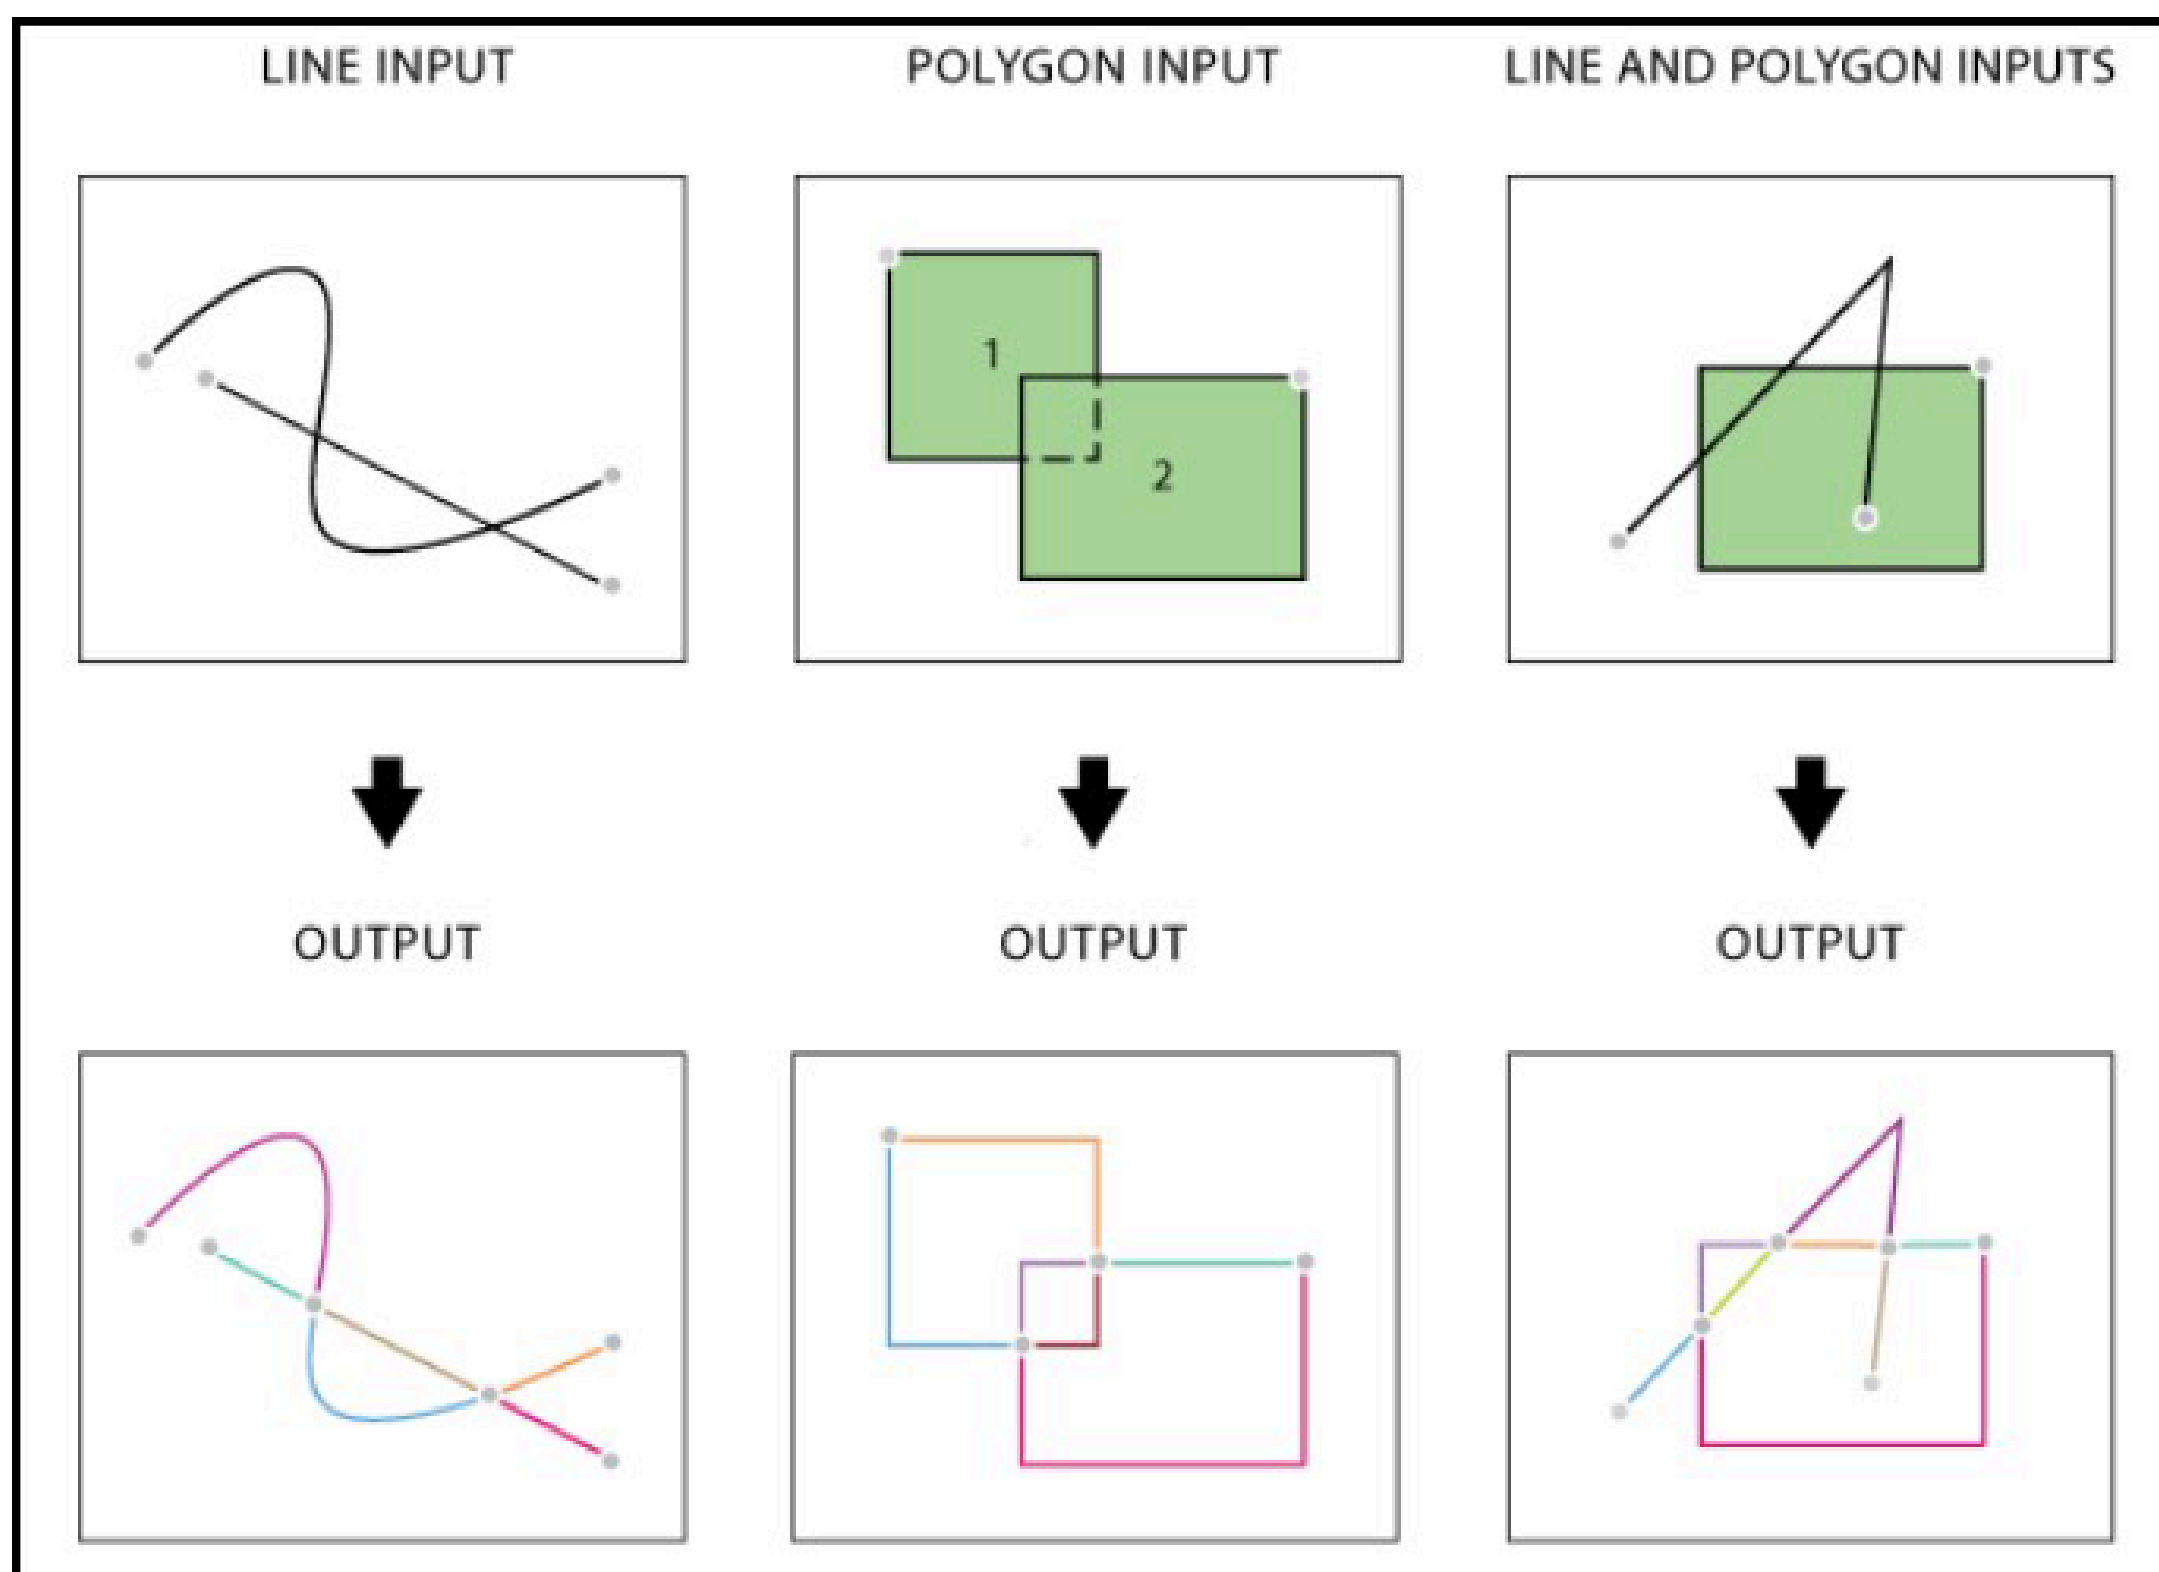 LINE INPUT
POLYGON INPUT
LINE AND POLYGON INPUTS
1
2
OUTPUT
OUTPUT
OUTPUT